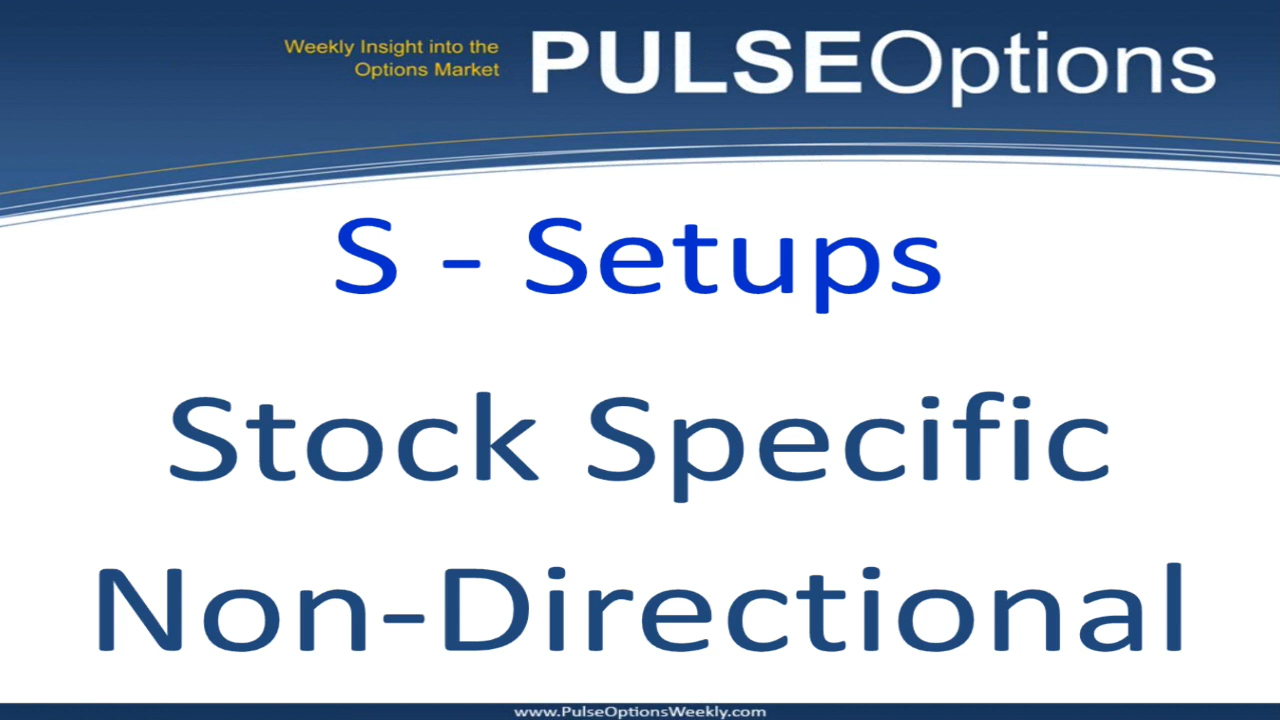 Weekly Insight into the
Options Market
PULSEOptions
S - Setups
Stock Specific
Non-Directional
www.PulseOptionsWeekly.com